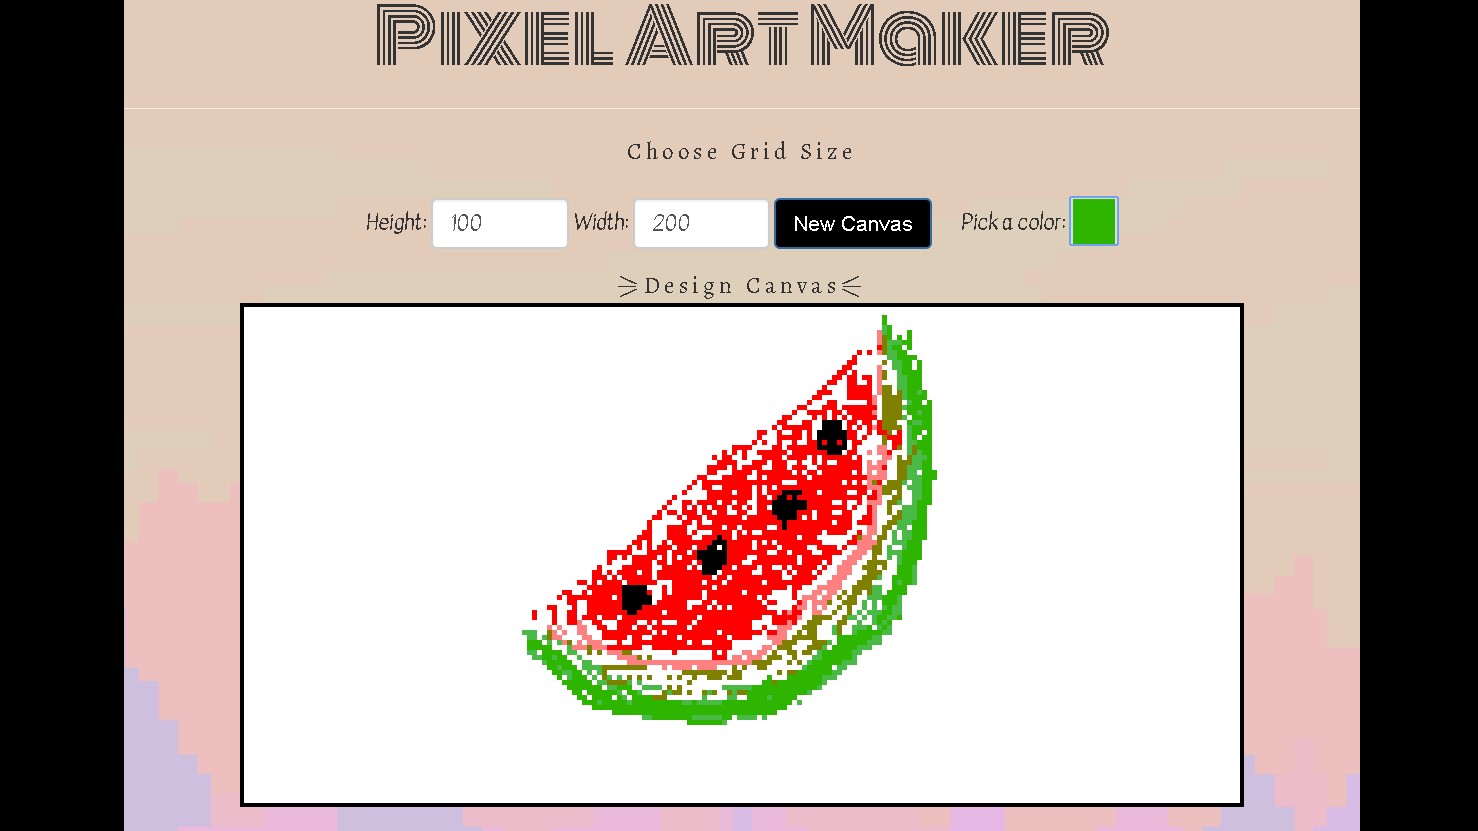 Pixel Art Maker
Choose Grid Size
Height: 100 Width: 200 New Canvas Pick a color:
Design Canvas